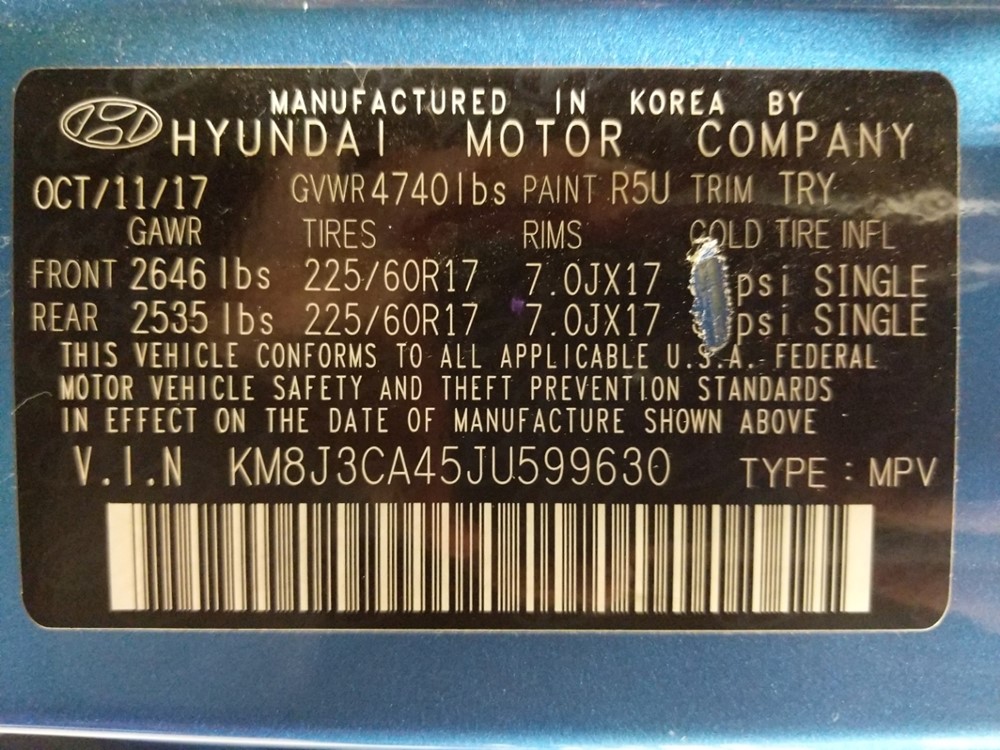 MANUFACTURED IN KOREA BY
HYUNDAI MOTOR COMPANY
OCT/11/17 GVWR 4740lbs PAINT R5U TRIM TRY
GAWR TIRES RIMS COLD TIRE INFL
FRONT 2646 lbs 225/60R17 7.0JX17 psi SINGLE
REAR 2535 lbs 225/60R17 7.0JX17 psi SINGLE
THIS VEHICLE CONFORMS TO ALL APPLICABLE U.S.A. FEDERAL
MOTOR VEHICLE SAFETY AND THEFT PREVENTION STANDARDS
IN EFFECT ON THE DATE OF MANUFACTURE SHOWN ABOVE
V.I.N KM8J3CA45JU599630 TYPE : MPV